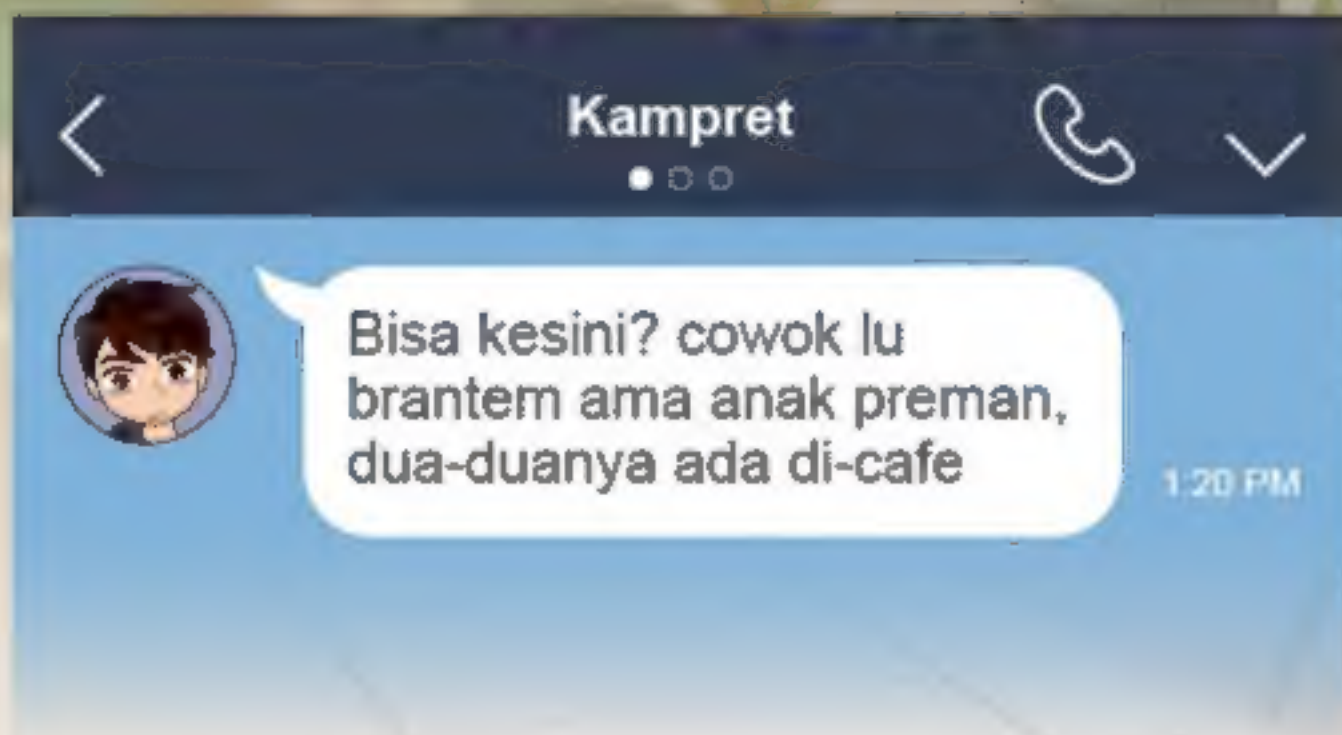 Kampret
Bisa kesini? cowok lu
brantem ama anak preman,
dua-duanya ada di-cafe
1:20 PM